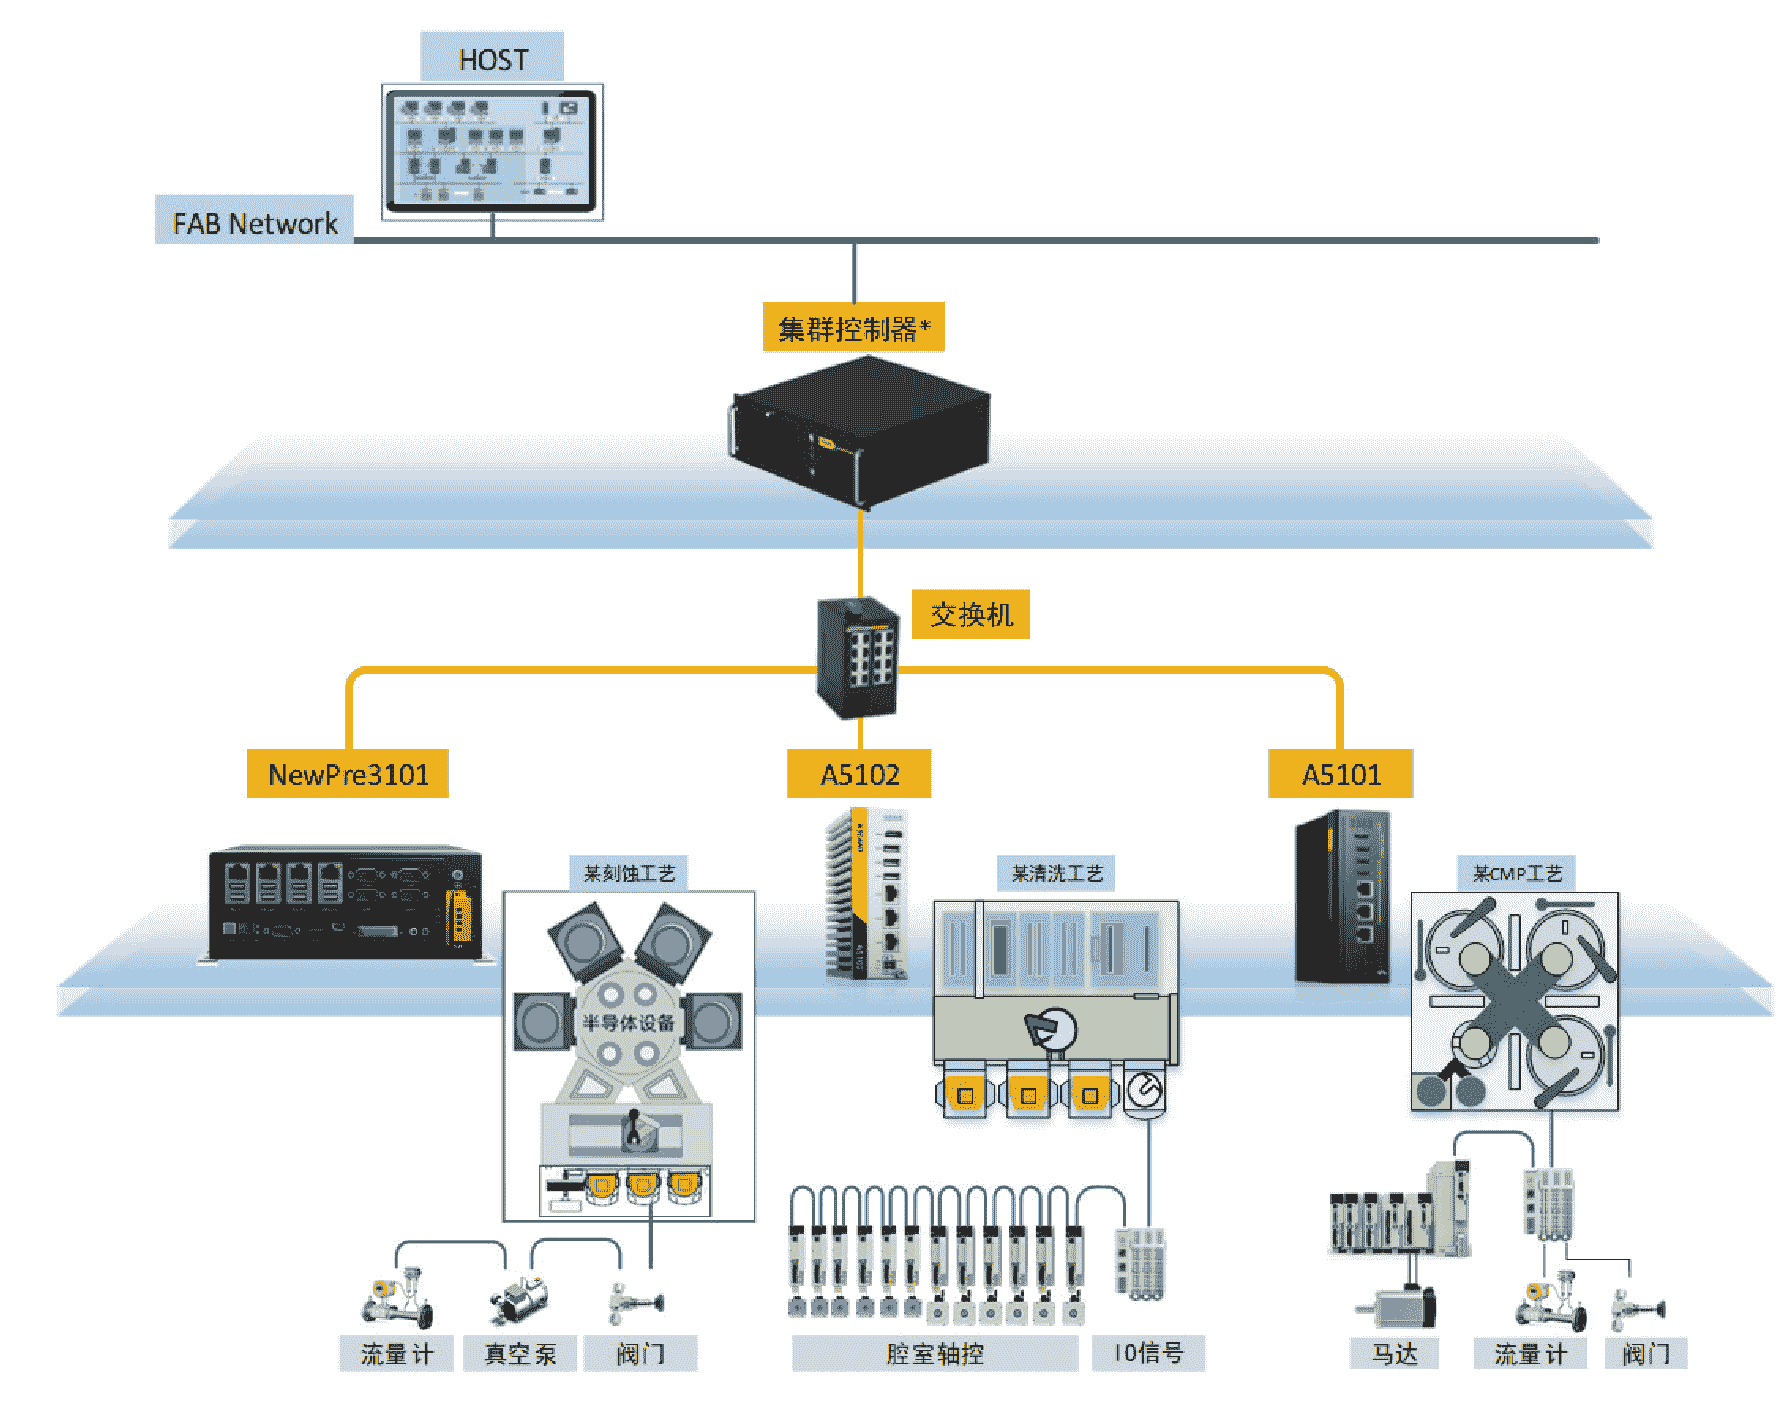 HOST
FAB Network
集群控制器*
交换机
NewPre3101
A5102
A5101
某刻蚀工艺
某清洗工艺
某CMP工艺
半导体设备
流量计
真空泵
阀门
腔室轴控
IO信号
马达
流量计
阀门